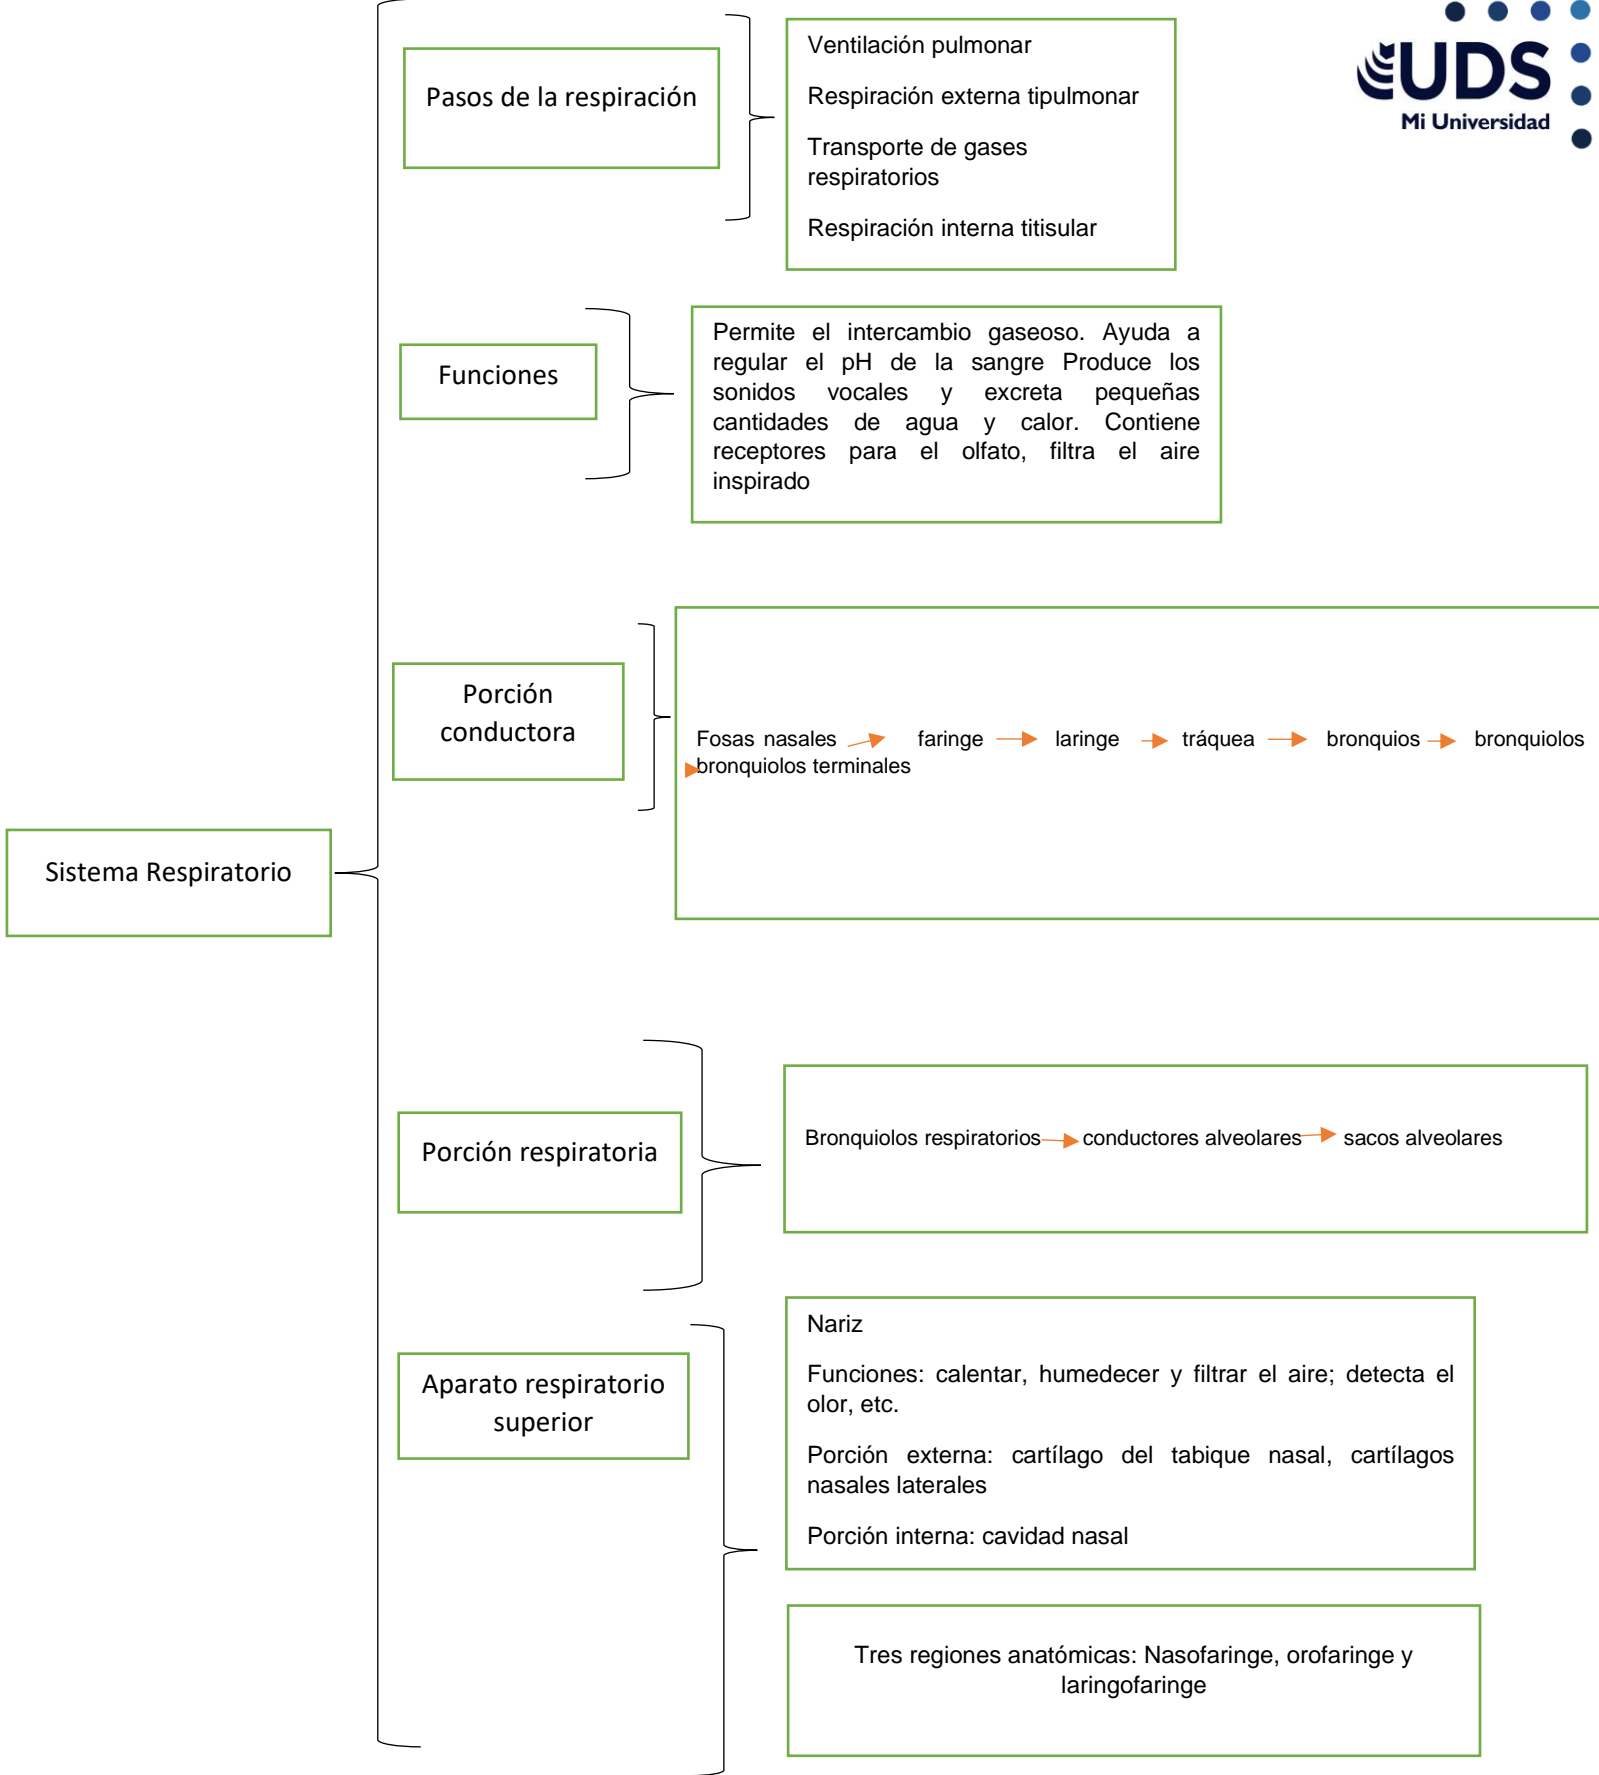 UDS
Mi Universidad
Pasos de la respiración
Ventilación pulmonar
Respiración externa tipulmonar
Transporte de gases
respiratorios
Respiración interna titisular
Funciones
Permite el intercambio gaseoso. Ayuda a
regular el pH de la sangre Produce los
sonidos vocales y excreta pequeñas
cantidades de agua y calor. Contiene
receptores para el olfato, filtra el aire
inspirado
Porción
conductora
Fosas nasales faringe laringe tráquea bronquios bronquiolos
bronquiolos terminales
Sistema Respiratorio
Porción respiratoria
Bronquiolos respiratorios conductores alveolares sacos alveolares
Aparato respiratorio
superior
Nariz
Funciones: calentar, humedecer y filtrar el aire; detecta el
olor, etc.
Porción externa: cartílago del tabique nasal, cartílagos
nasales laterales
Porción interna: cavidad nasal
Tres regiones anatómicas: Nasofaringe, orofaringe y
laringofaringe